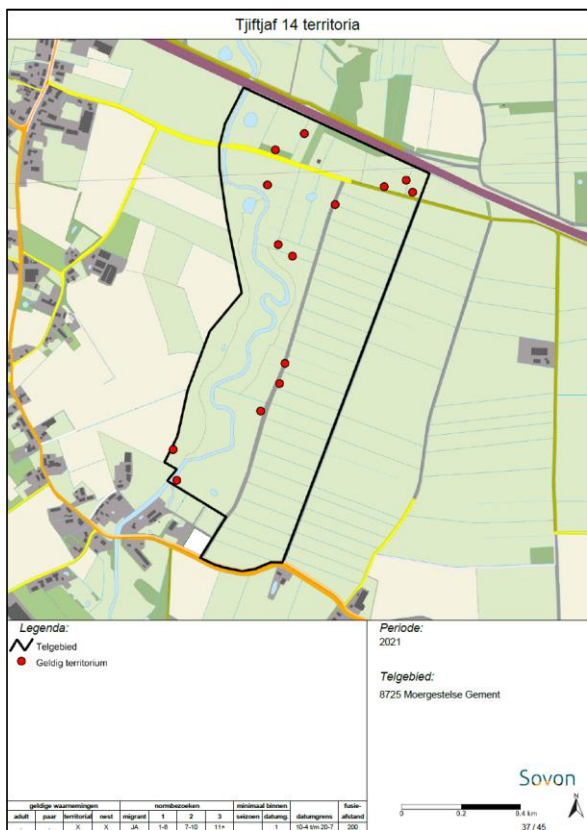 Tjiftjaf 14 territoria
Legenda:
Telgebied
Geldig territorium
Periode:
2021
Telgebied:
8725 Moergestelse Gement
Sovon
0 0.2 0.4 km
N
37 / 45
geldige waarnemingen normbezoeken minimaal binnen fusie-
adult paar territoriaal nest migrant 1 2 3 seizoen datumg. datumgrens afstand
. . X X JA 1-6 7-10 11+ 1 10-4 t/m 20-7 200